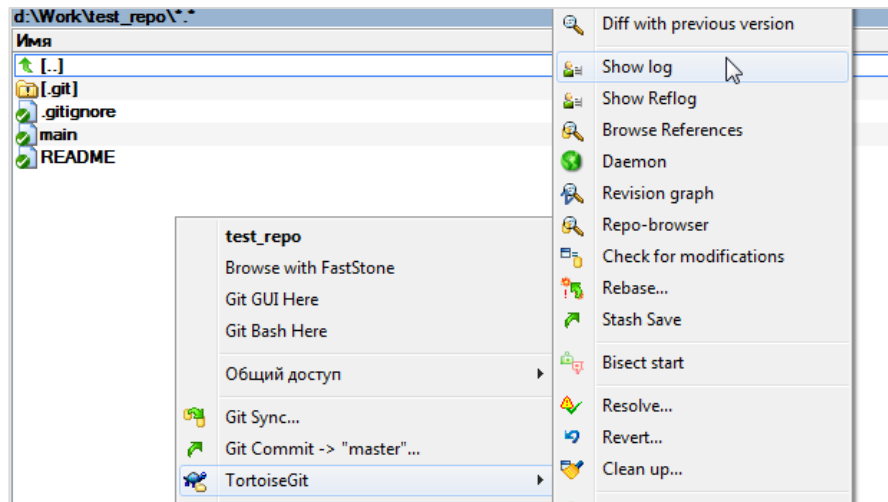 d:\Work\test_repo\*.*
Имя
[..]
[.git]
.gitignore
main
README
test_repo
Browse with FastStone
Git GUI Here
Git Bash Here
Общий доступ
Git Sync...
Git Commit -> "master"...
TortoiseGit
Diff with previous version
Show log
Show Reflog
Browse References
Daemon
Revision graph
Repo-browser
Check for modifications
Rebase...
Stash Save
Bisect start
Resolve...
Revert...
Clean up...